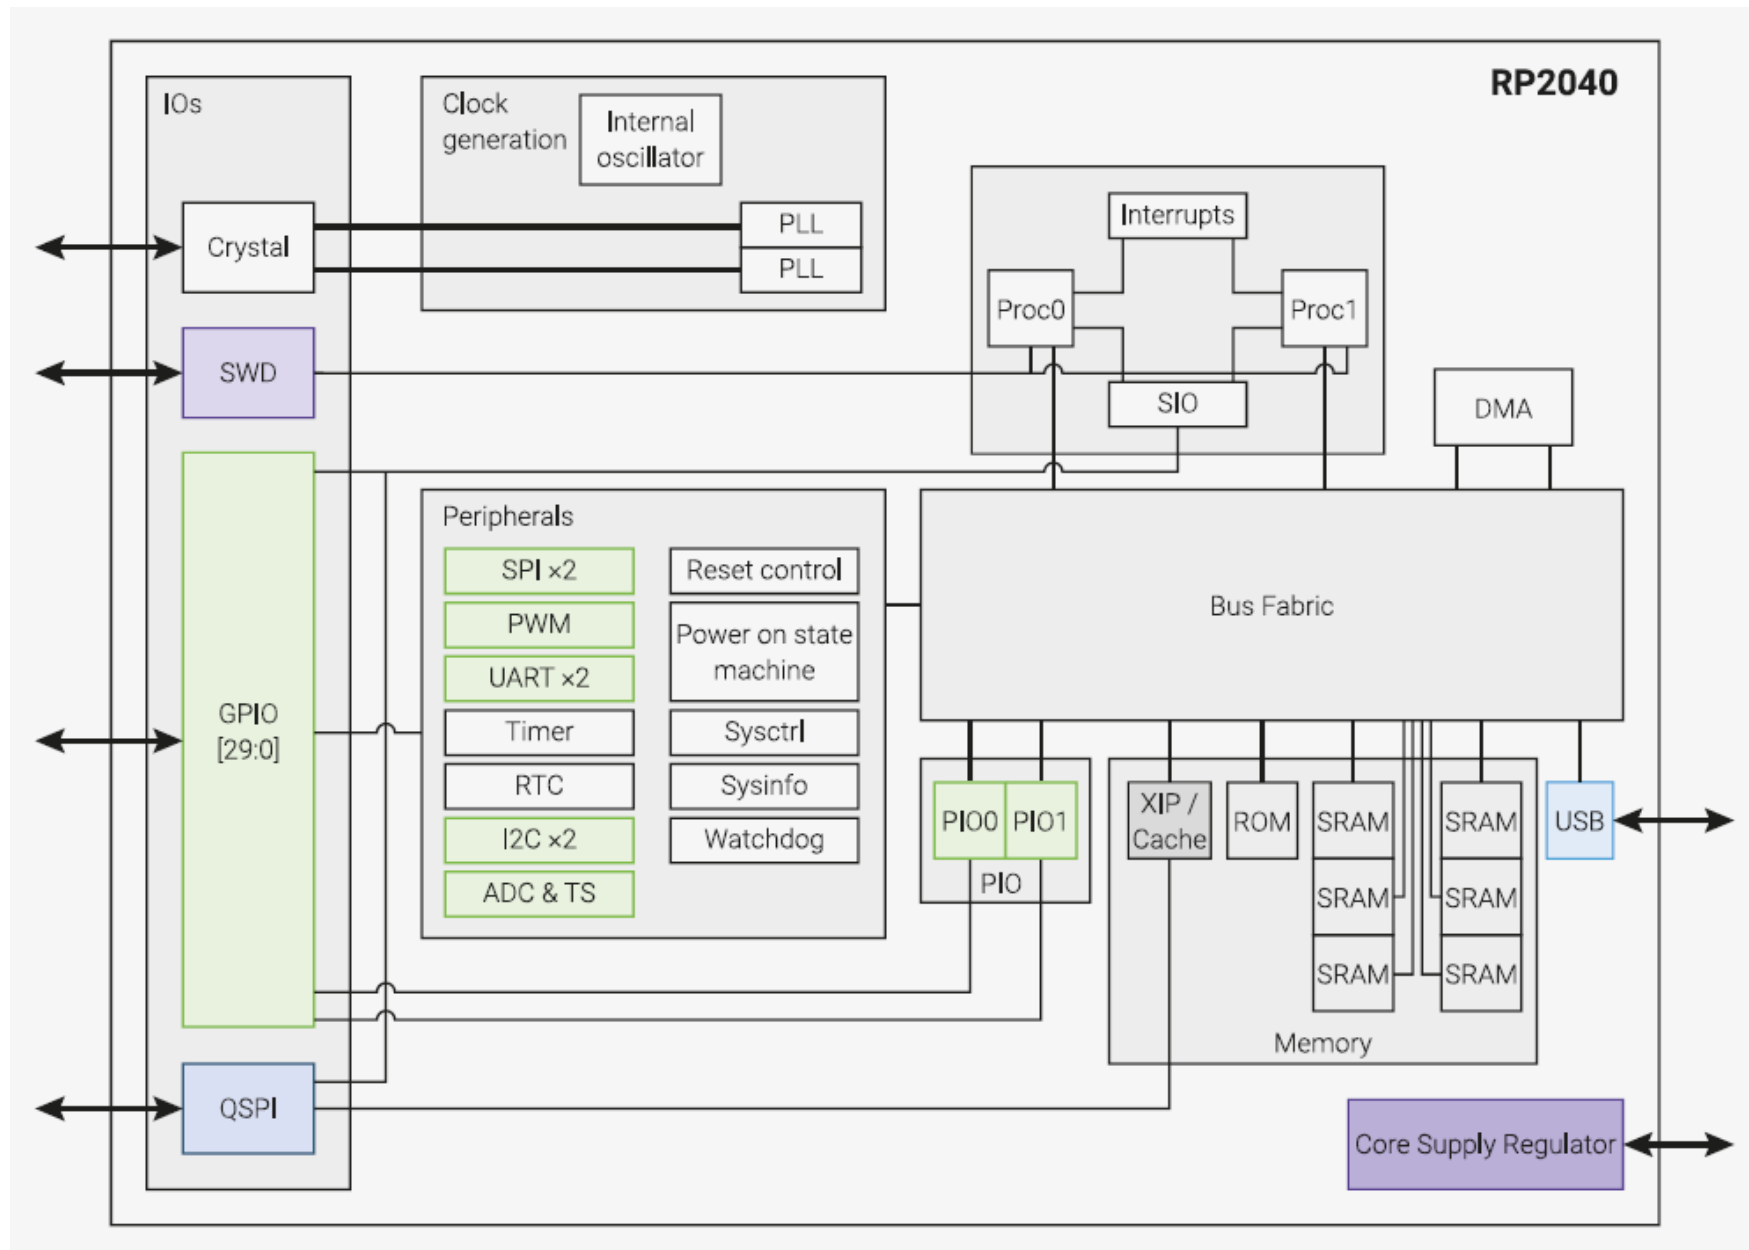 RP2040
IOs
Clock
generation
Internal
oscillator
Crystal
PLL
PLL
Interrupts
Proc0
Proc1
SWD
SIO
DMA
Peripherals
SPI ×2
PWM
UART ×2
Timer
RTC
I2C ×2
ADC & TS
Reset control
Power on state
machine
Sysctrl
Sysinfo
Watchdog
Bus Fabric
GPIO
[29:0]
PIO0
PIO1
PIO
XIP /
Cache
ROM
SRAM
SRAM
SRAM
SRAM
SRAM
SRAM
Memory
USB
QSPI
Core Supply Regulator